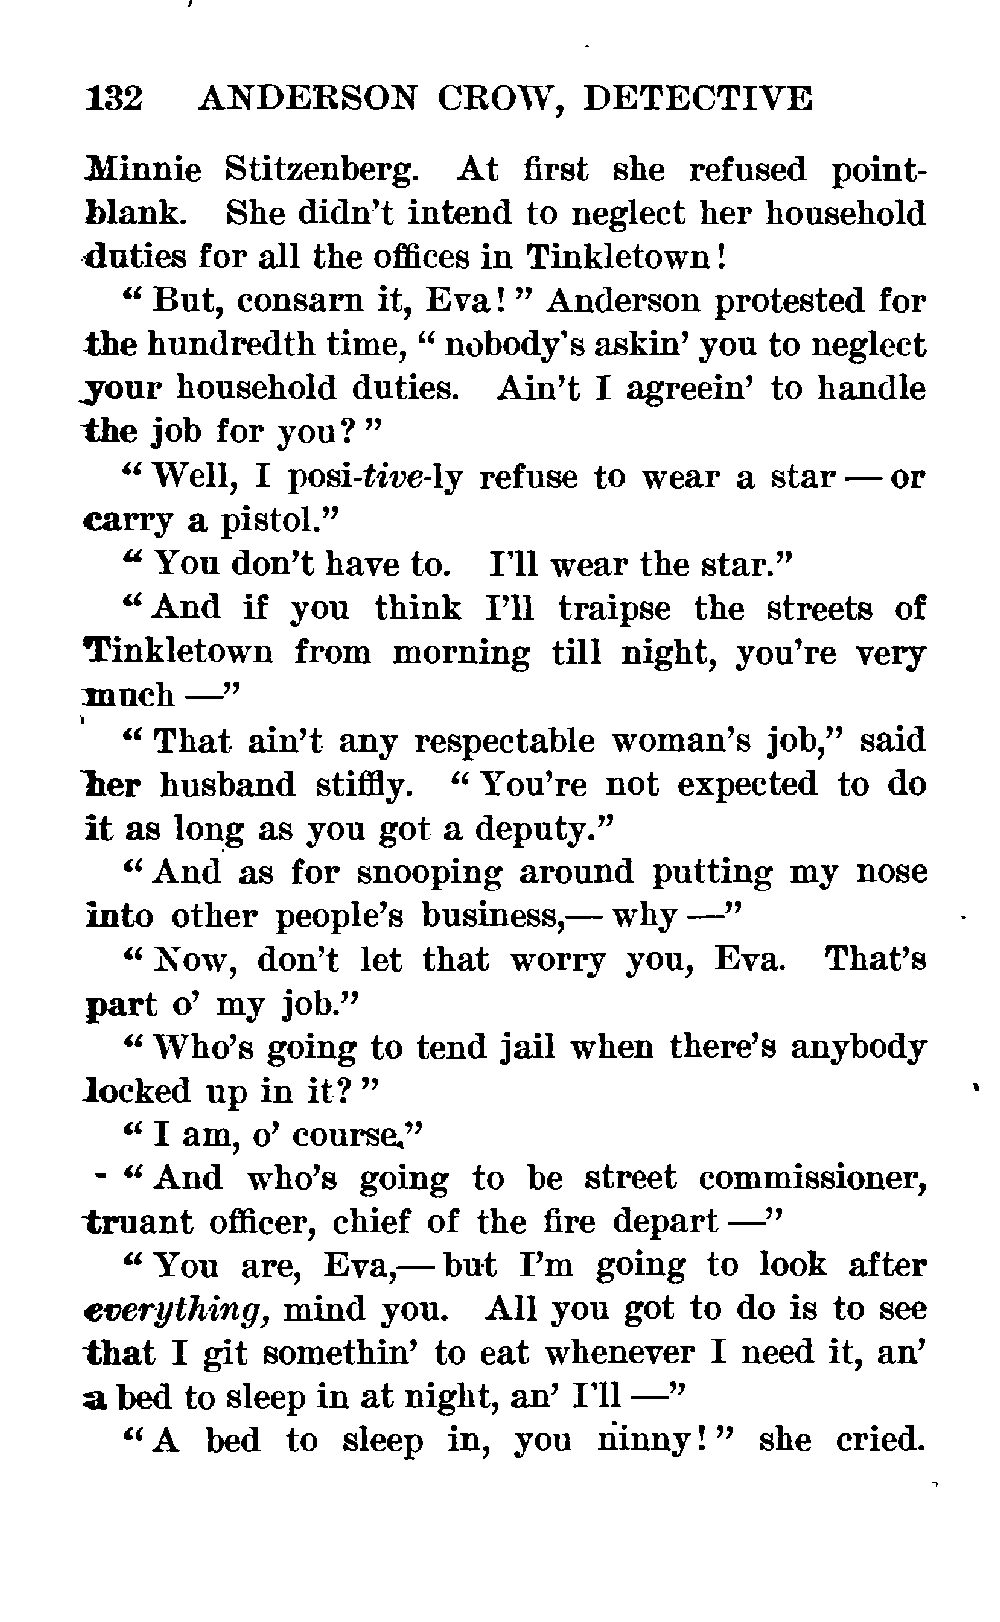 132 ANDERSON CROW, DETECTIVE
Minnie Stitzenberg. At first she refused point-
blank. She didn't intend to neglect her household
duties for all the offices in Tinkletown!
" But, consarn it, Eva! " Anderson protested for
the hundredth time, " nobody's askin' you to neglect
your household duties. Ain't I agreein' to handle
the job for you? "
" Well, I posi-tive-ly refuse to wear a star — or
carry a pistol."
" You don't have to. I'll wear the star."
" And if you think I'll traipse the streets of
Tinkletown from morning till night, you're very
much —"
" That ain't any respectable woman's job," said
her husband stiffly. " You're not expected to do
it as long as you got a deputy."
" And as for snooping around putting my nose
into other people's business,— why —"
" Now, don't let that worry you, Eva. That's
part o' my job."
" Who's going to tend jail when there's anybody
locked up in it? "
" I am, o' course."
" And who's going to be street commissioner,
truant officer, chief of the fire depart —"
" You are, Eva,— but I'm going to look after
everything, mind you. All you got to do is to see
that I git somethin' to eat whenever I need it, an'
a bed to sleep in at night, an' I'll —"
" A bed to sleep in, you ninny! " she cried.